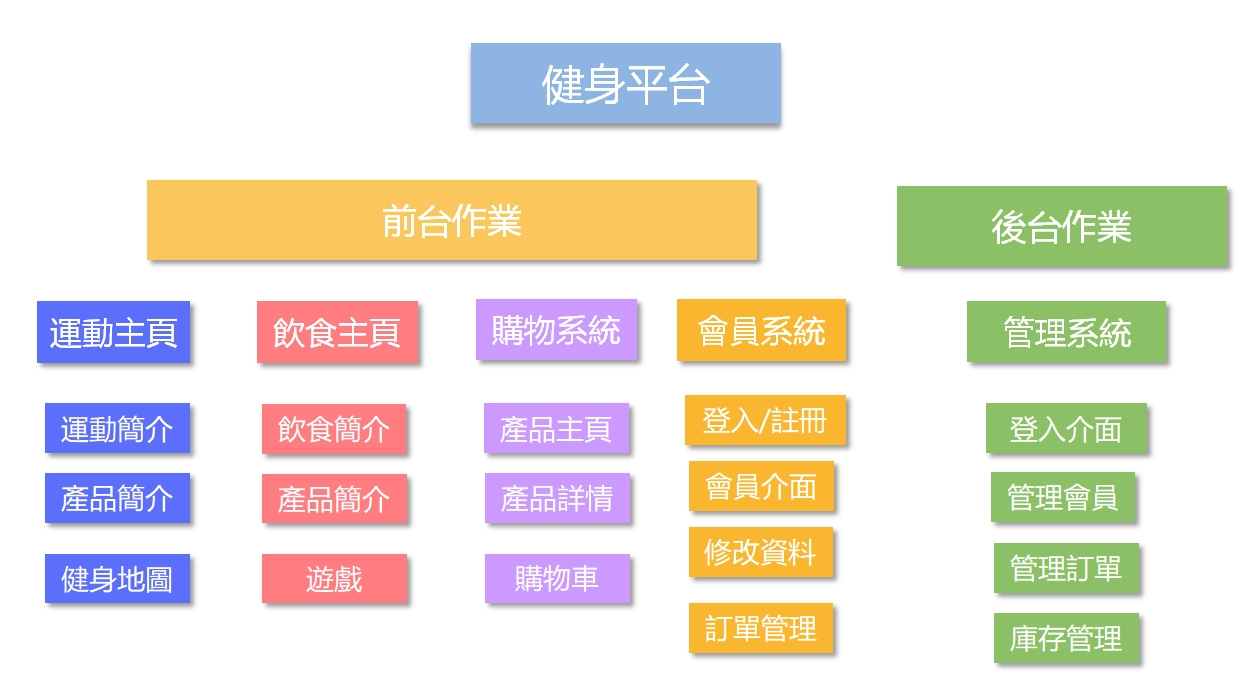 健身平台
前台作業
後台作業
運動主頁
飲食主頁
購物系統
會員系統
管理系統
運動簡介
飲食簡介
產品主頁
登入/註冊
登入介面
產品簡介
產品簡介
產品詳情
會員介面
管理會員
健身地圖
遊戲
購物車
修改資料
管理訂單
訂單管理
庫存管理